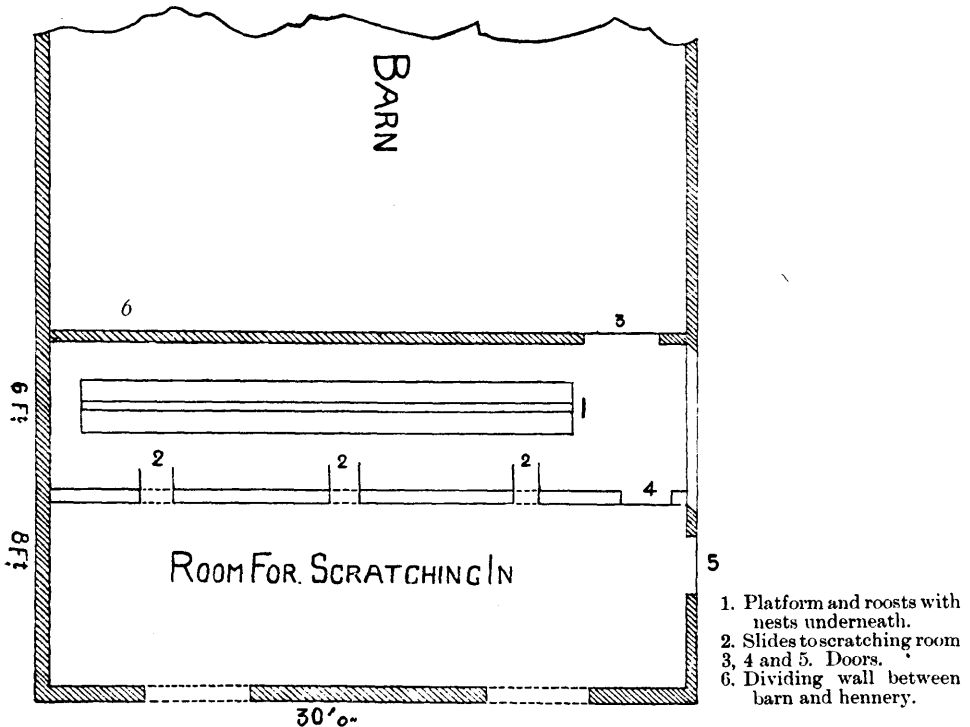 BARN
6
3
6 Ft.
1
2 2 2
4
8 Ft.
ROOM FOR. SCRATCHING IN
5
1. Platform and roosts with
nests underneath.
2. Slides to scratching room
3, 4 and 5. Doors.
6. Dividing wall between
barn and hennery.
30'0"